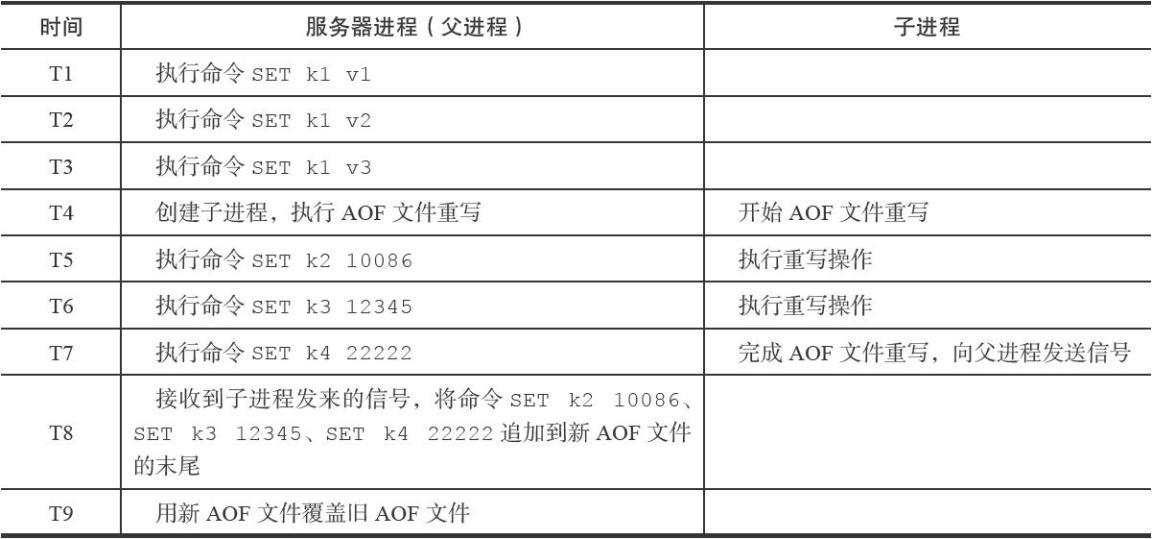 时间 服务器进程（父进程） 子进程
T1 执行命令 SET k1 v1
T2 执行命令 SET k1 v2
T3 执行命令 SET k1 v3
T4 创建子进程，执行 AOF 文件重写 开始 AOF 文件重写
T5 执行命令 SET k2 10086 执行重写操作
T6 执行命令 SET k3 12345 执行重写操作
T7 执行命令 SET k4 22222 完成 AOF 文件重写，向父进程发送信号
接收到子进程发来的信号，将命令 SET k2 10086、
T8 SET k3 12345、SET k4 22222 追加到新 AOF 文件
的末尾
T9 用新 AOF 文件覆盖旧 AOF 文件